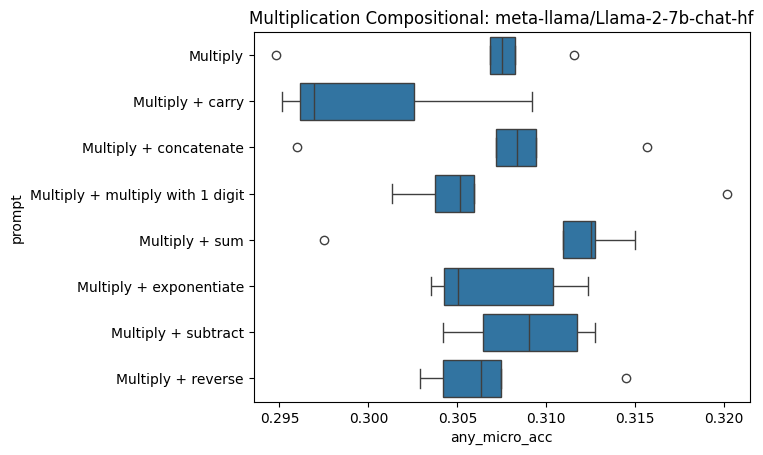 Multiplication Compositional: meta-llama/Llama-2-7b-chat-hf
prompt
Multiply
Multiply + carry
Multiply + concatenate
Multiply + multiply with 1 digit
Multiply + sum
Multiply + exponentiate
Multiply + subtract
Multiply + reverse
0.295 0.300 0.305 0.310 0.315 0.320
any_micro_acc